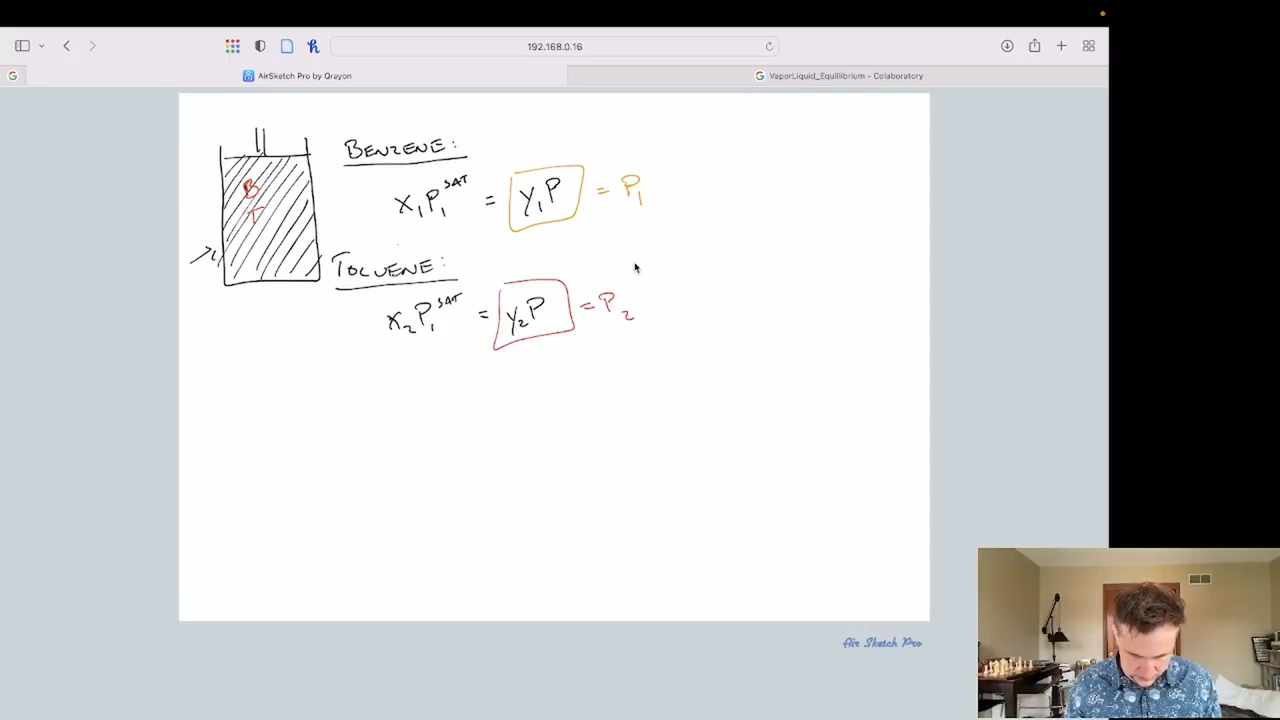 192.168.0.16
AirSketch Pro by Qrayon
VaporLiquid_Equillibrium - Colaboratory
BENZENE:
x₁P₁ˢᴬᵀ = y₁P = P₁
B
T
TOLUENE:
x₂P₁ˢᴬᵀ = y₂P = P₂
Air Sketch Pro